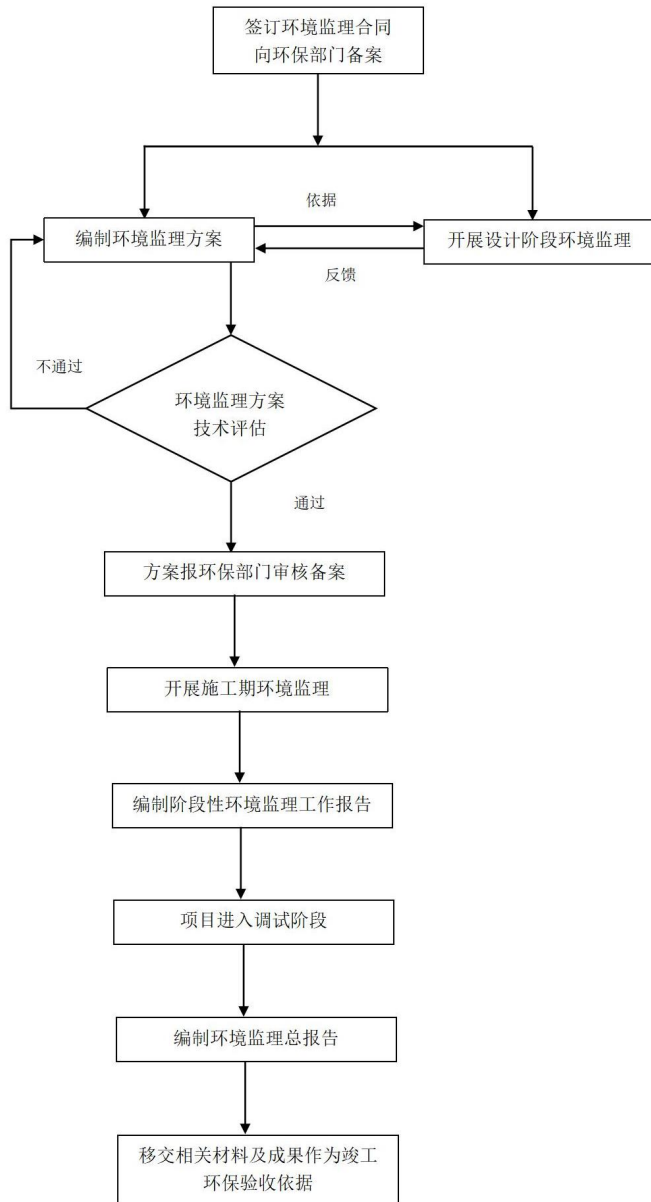 签订环境监理合同
向环保部门备案
依据
编制环境监理方案
开展设计阶段环境监理
反馈
不通过
环境监理方案
技术评估
通过
方案报环保部门审核备案
开展施工期环境监理
编制阶段性环境监理工作报告
项目进入调试阶段
编制环境监理总报告
移交相关材料及成果作为竣工
环保验收依据